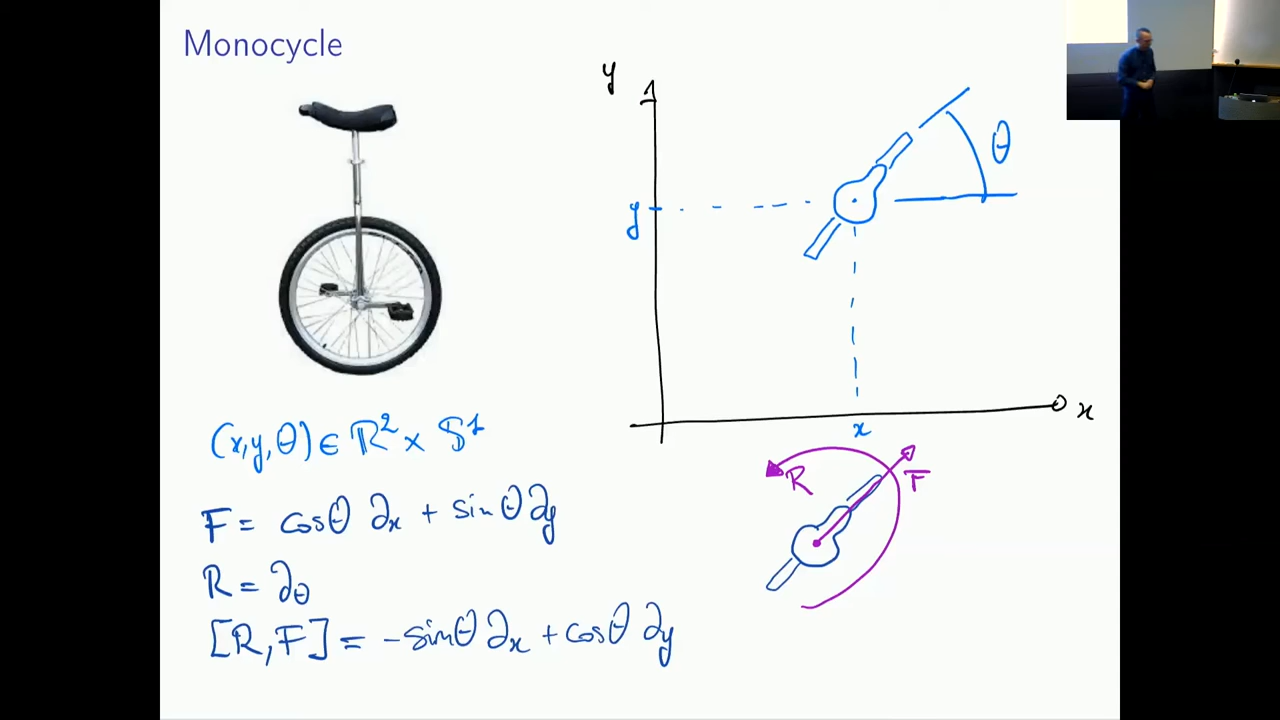 Monocycle
y
θ
y
x
x
(x,y,θ) ∈ ℝ² × 𝕊¹
F = cosθ ∂x + sinθ ∂y
R = ∂θ
[R,F] = -sinθ ∂x + cosθ ∂y
R
F